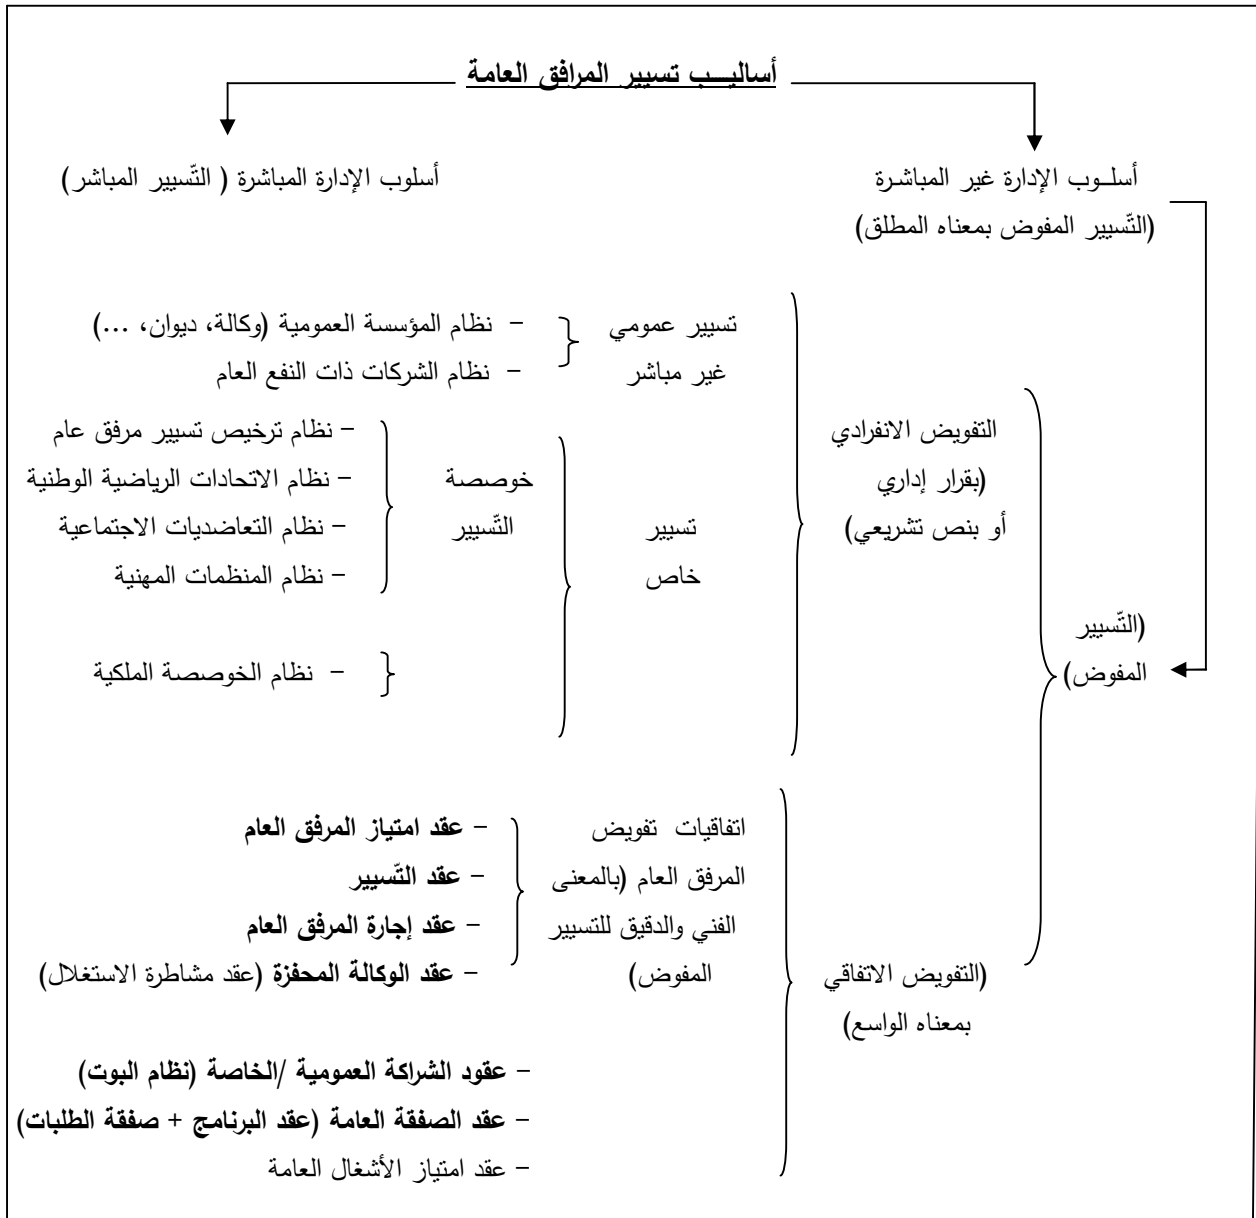 أساليـــب تسيير المرافق العامة
أسلــوب الإدارة غير المباشـرة
(التّسيير المفوض بمعناه المطلق)
أسلوب الإدارة المباشرة ( التّسيير المباشر)
(التّسيير
المفوض)
التفويض الانفرادي
(بقرار إداري
أو بنص تشريعي)
تسيير عمومي
غير مباشر
- نظام المؤسسة العمومية (وكالة، ديوان، ...)
- نظام الشركات ذات النفع العام
تسيير
خاص
خوصصة
التّسيير
- نظام ترخيص تسيير مرفق عام
- نظام الاتحادات الرياضية الوطنية
- نظام التعاضديات الاجتماعية
- نظام المنظمات المهنية
- نظام الخوصصة الملكية
(التفويض الاتفاقي
بمعناه الواسع)
اتفاقيات تفويض
المرفق العام (بالمعنى
الفني والدقيق للتسيير
المفوض)
- عقد امتياز المرفق العام
- عقد التّسيير
- عقد إجارة المرفق العام
- عقد الوكالة المحفزة (عقد مشاطرة الاستغلال)
- عقود الشراكة العمومية /الخاصة (نظام البوت)
- عقد الصفقة العامة (عقد البرنامج + صفقة الطلبات)
- عقد امتياز الأشغال العامة